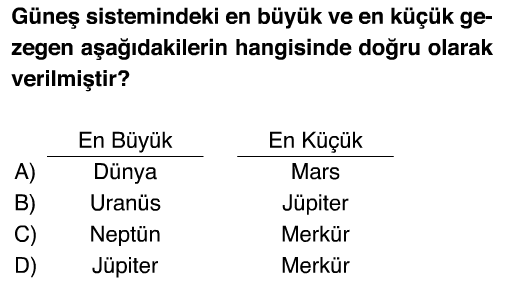 Güneş sistemindeki en büyük ve en küçük ge-
zegen aşağıdakilerin hangisinde doğru olarak
verilmiştir?
En Büyük En Küçük
A) Dünya Mars
B) Uranüs Jüpiter
C) Neptün Merkür
D) Jüpiter Merkür